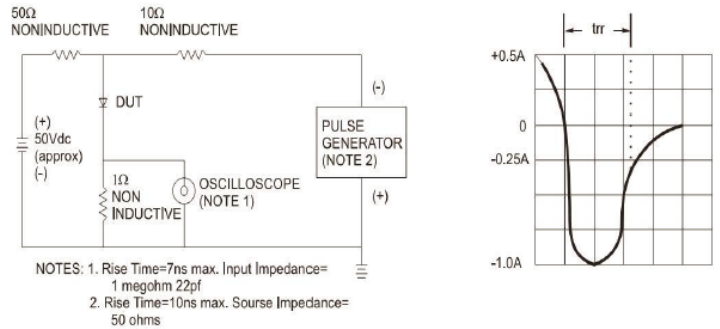 50Ω
NONINDUCTIVE
10Ω
NONINDUCTIVE
DUT
(+)
50Vdc
(approx)
(-)
1Ω
NON
INDUCTIVE
OSCILLOSCOPE
(NOTE 1)
(-)
PULSE
GENERATOR
(NOTE 2)
(+)
NOTES: 1. Rise Time=7ns max. Input Impedance=
1 megohm 22pf
2. Rise Time=10ns max. Sourse Impedance=
50 ohms
trr
+0.5A
0
-0.25A
-1.0A